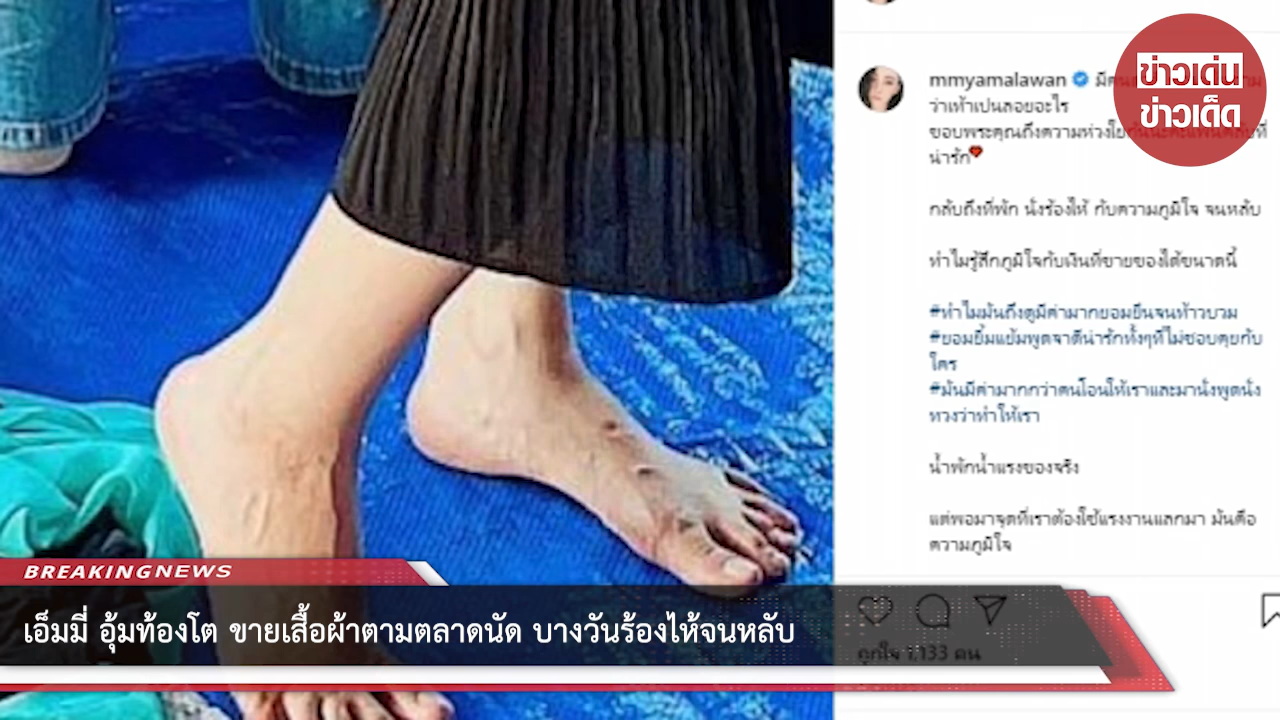 ข่าวเด่น
ข่าวเด็ด
mmyamalawan
ว่าเท้าเปนลอยอะไร
ขอบพระคุณถึงความห่วงใย
น่ารัก
กลับถึงที่พัก นั่งร้องไห้ กับความภูมิใจ จนหลับ
ทำไมรู้สึกภูมิใจกับเงินที่ขายของได้ขนาดนี้
#ทำไมมันถึงดูมีค่ามากยอมยืนจนท้าวบวม
#ยอมยิ้มแย้มพูดจาดีน่ารักทั้งๆที่ไม่ชอบคุยกับ
ใคร
#มันมีค่ามากกว่าคนโอนให้เราและมานั่งพูดนั่ง
ทวงว่าทำให้เรา
น้ำพักน้ำแรงของจริง
แต่พอมาจุดที่เราต้องใช้แรงงานแลกมา มันคือ
ความภูมิใจ
ถูกใจ 1,133 คน
BREAKINGNEWS
เอ็มมี่ อุ้มท้องโต ขายเสื้อผ้าตามตลาดนัด บางวันร้องไห้จนหลับ